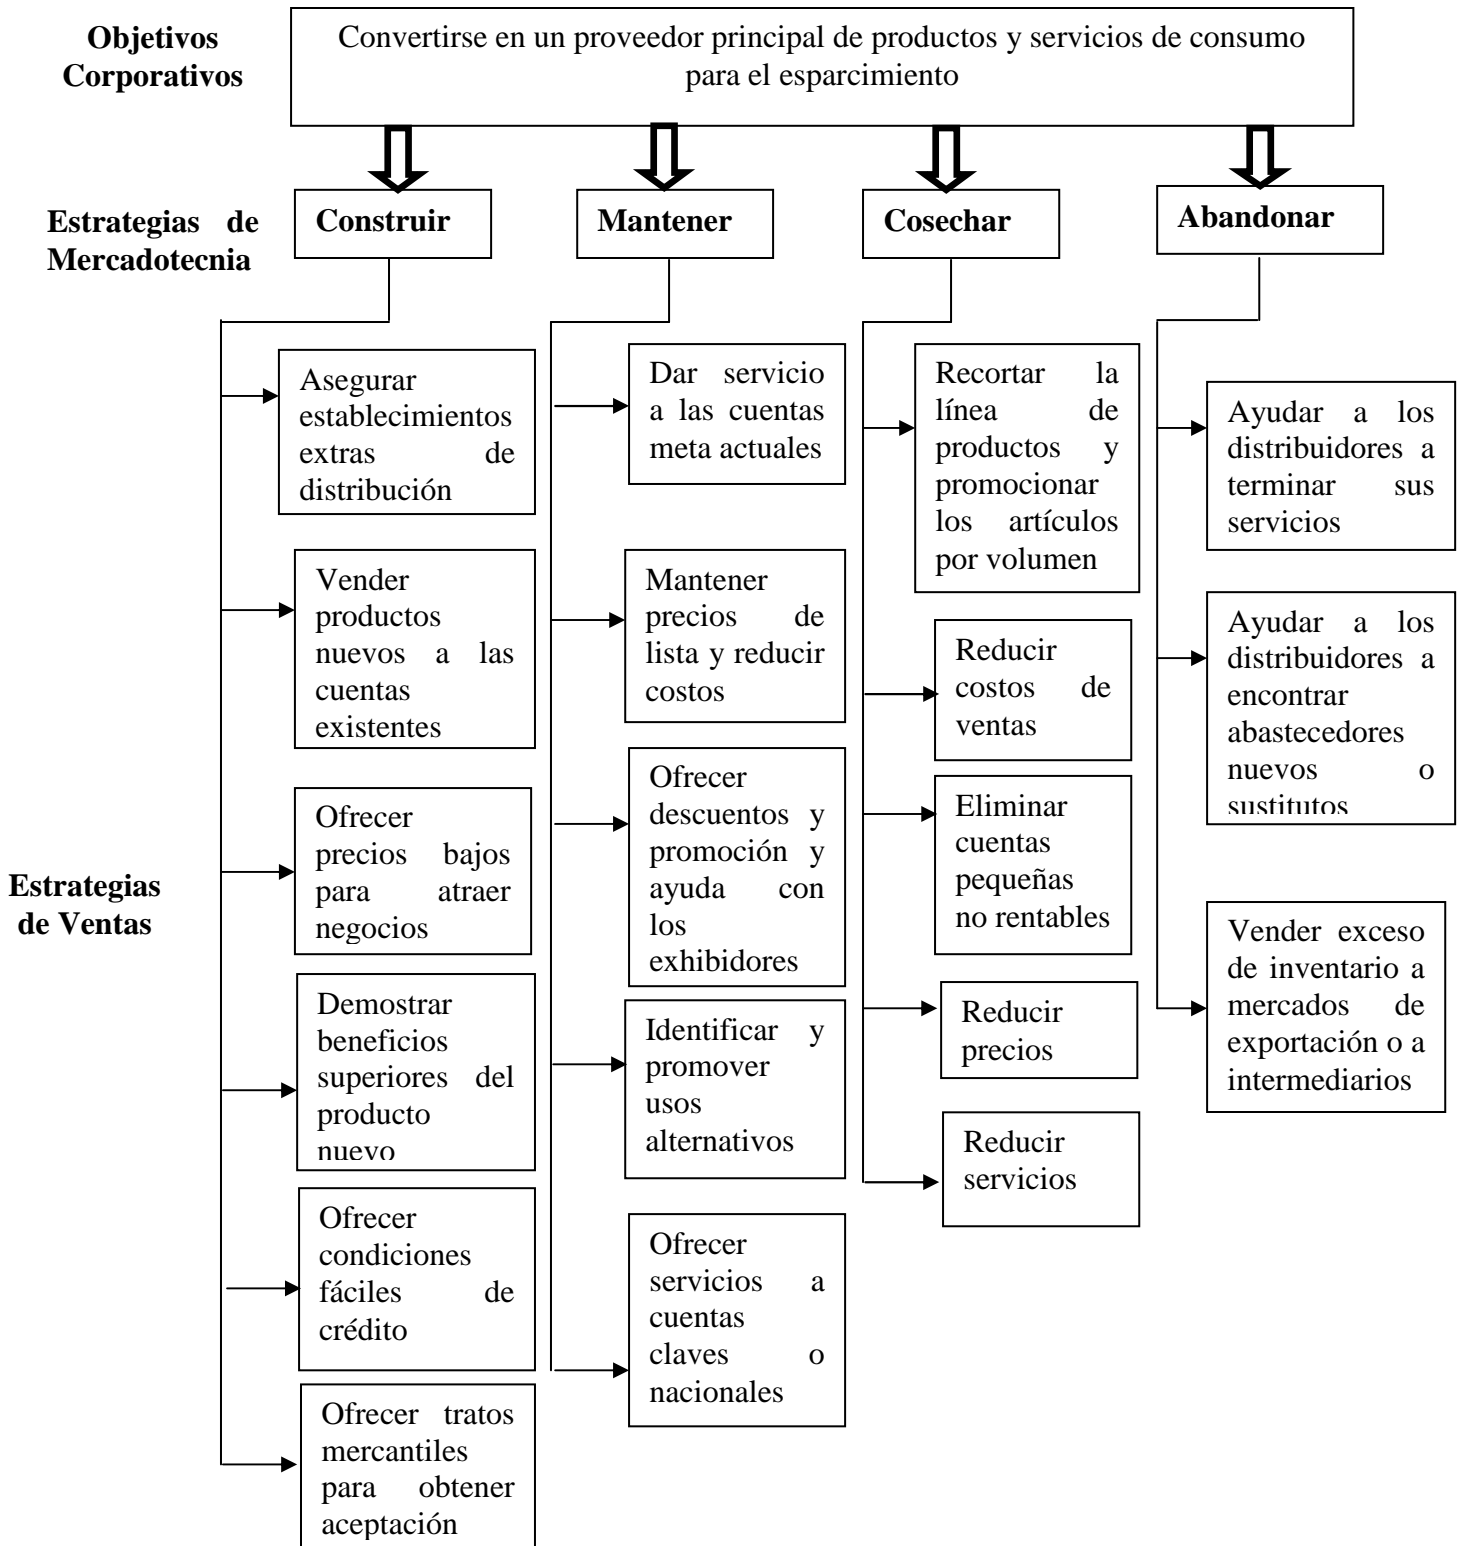 Objetivos
Corporativos
Convertirse en un proveedor principal de productos y servicios de consumo
para el esparcimiento
Estrategias de
Mercadotecnia
Construir
Mantener
Cosechar
Abandonar
Estrategias
de Ventas
Asegurar
establecimientos
extras de
distribución
Vender
productos
nuevos a las
cuentas
existentes
Ofrecer
precios bajos
para atraer
negocios
Demostrar
beneficios
superiores del
producto
nuevo
Ofrecer
condiciones
fáciles de
crédito
Ofrecer tratos
mercantiles
para obtener
aceptación
Dar servicio
a las cuentas
meta actuales
Mantener
precios de
lista y reducir
costos
Ofrecer
descuentos y
promoción y
ayuda con
los
exhibidores
Identificar y
promover
usos
alternativos
Ofrecer
servicios a
cuentas
claves o
nacionales
Recortar la
línea de
productos y
promocionar
los artículos
por volumen
Reducir
costos de
ventas
Eliminar
cuentas
pequeñas
no rentables
Reducir
precios
Reducir
servicios
Ayudar a los
distribuidores a
terminar sus
servicios
Ayudar a los
distribuidores a
encontrar
abastecedores
nuevos o
sustitutos
Vender exceso
de inventario a
mercados de
exportación o a
intermediarios